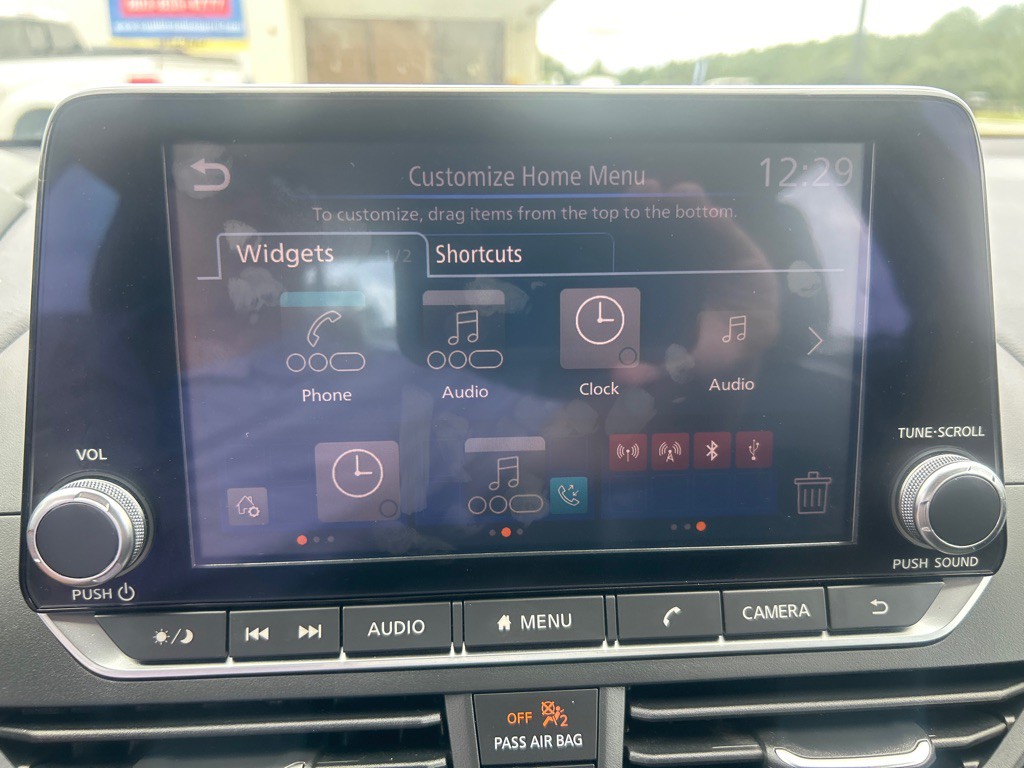 Customize Home Menu
12:29
To customize, drag items from the top to the bottom.
Widgets 1/2
Shortcuts
Phone
Audio
Clock
Audio
VOL
TUNE·SCROLL
PUSH
PUSH SOUND
AUDIO
MENU
CAMERA
OFF
2
PASS AIR BAG